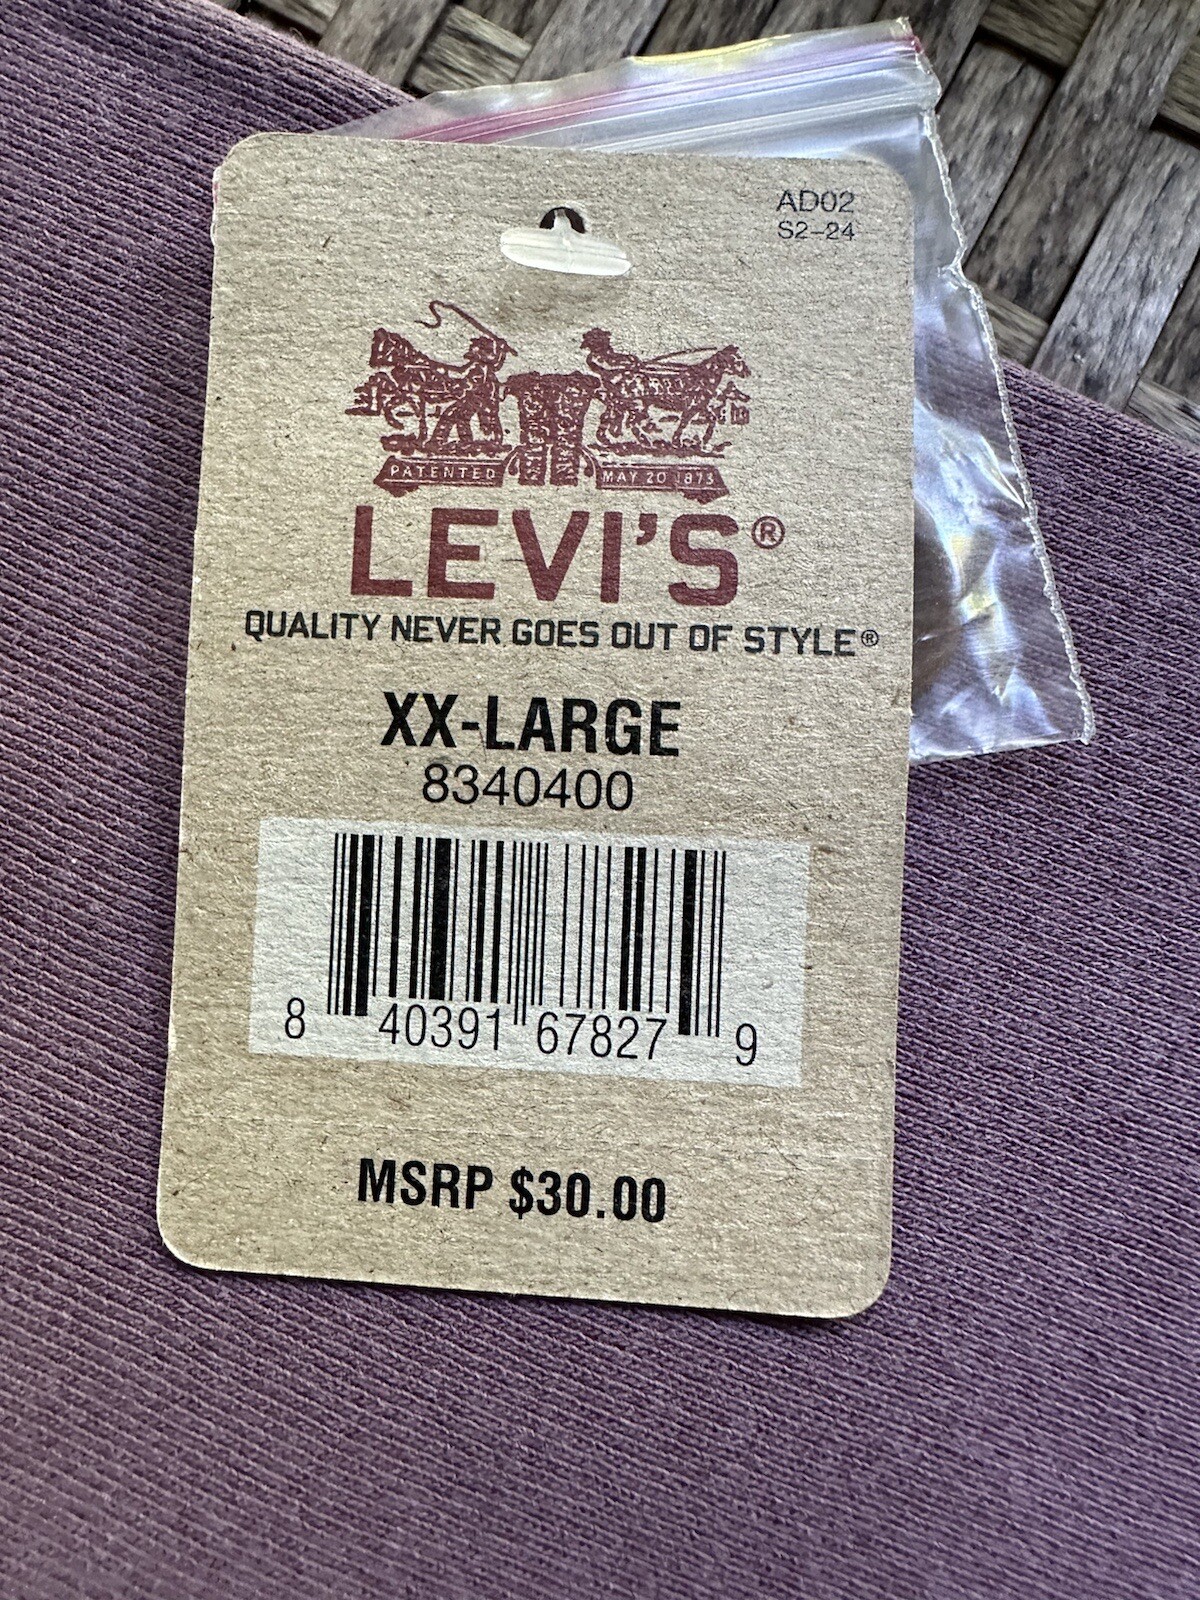 AD02
S2-24
PATENTED MAY 20 1873
LEVI'S®
QUALITY NEVER GOES OUT OF STYLE®
XX-LARGE
8340400
8 40391 67827 9
MSRP $30.00